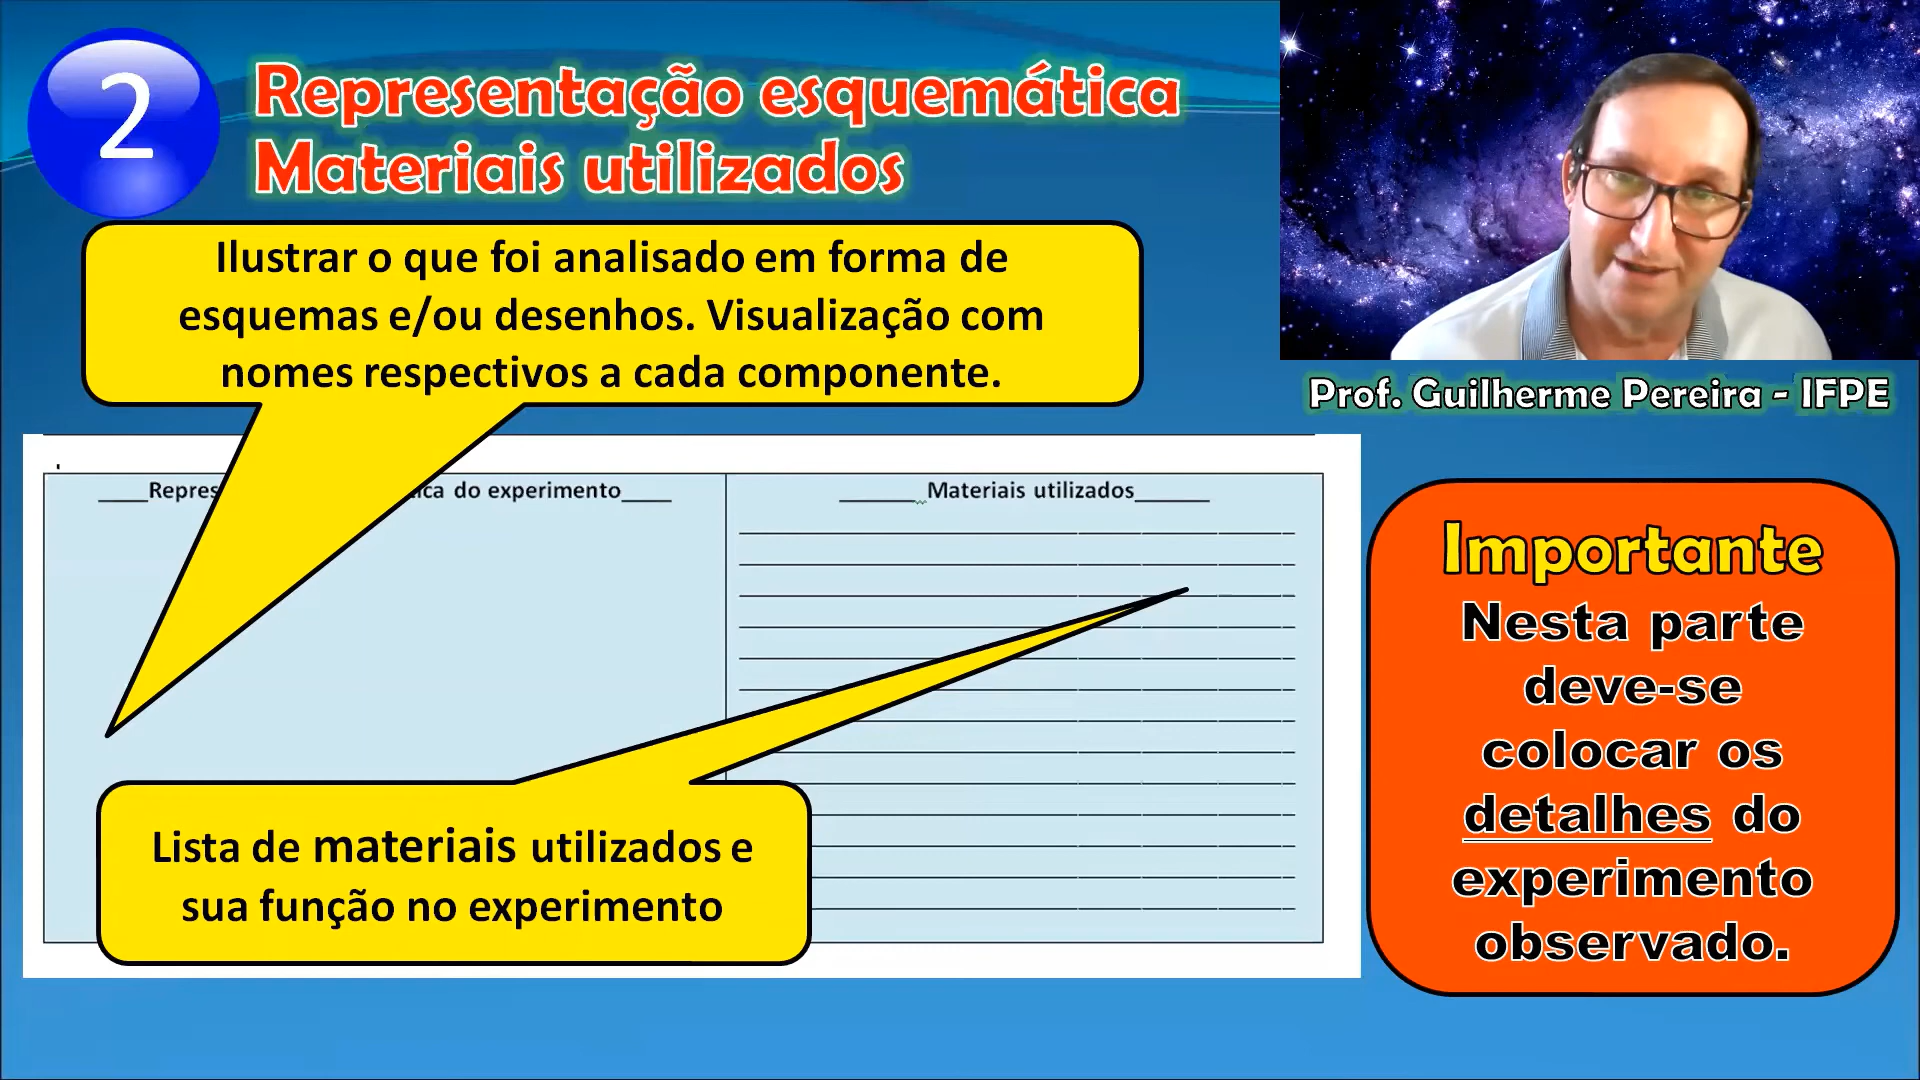 2
Representação esquemática
Materiais utilizados
Ilustrar o que foi analisado em forma de
esquemas e/ou desenhos. Visualização com
nomes respectivos a cada componente.
Prof. Guilherme Pereira - IFPE
____Repres
ica do experimento____
______Materiais utilizados______
Lista de materiais utilizados e
sua função no experimento
Importante
Nesta parte
deve-se
colocar os
detalhes do
experimento
observado.